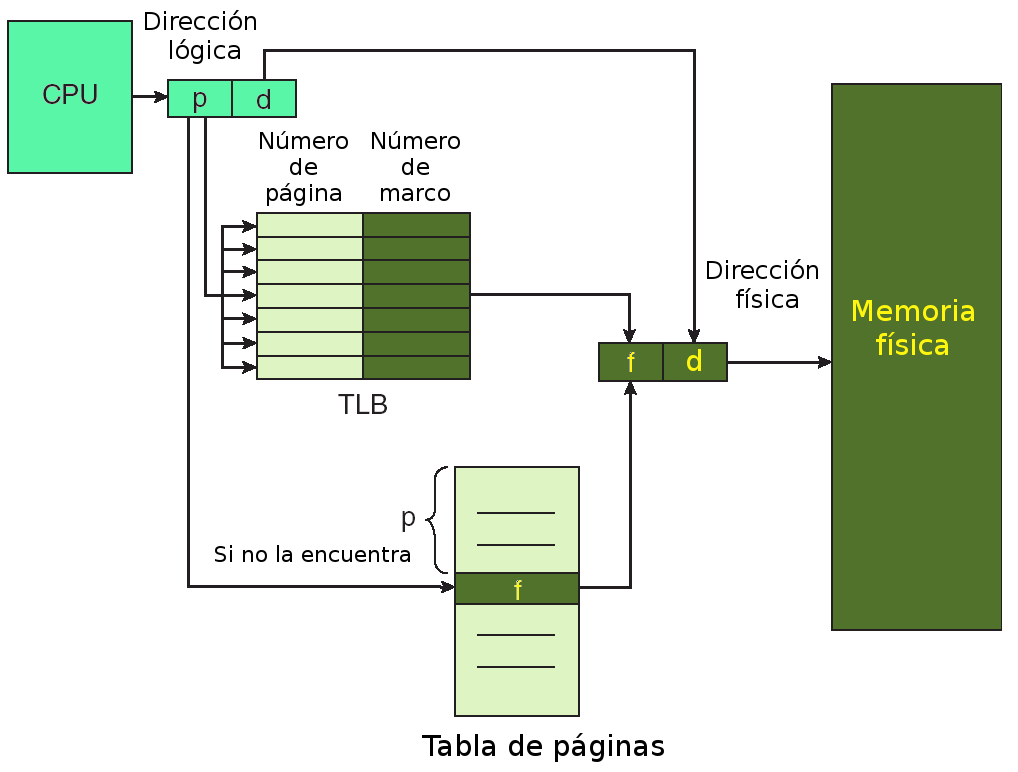 Dirección
lógica
CPU
p
d
Número
de
página
Número
de
marco
TLB
Dirección
física
f
d
Memoria
física
p
Si no la encuentra
f
Tabla de páginas